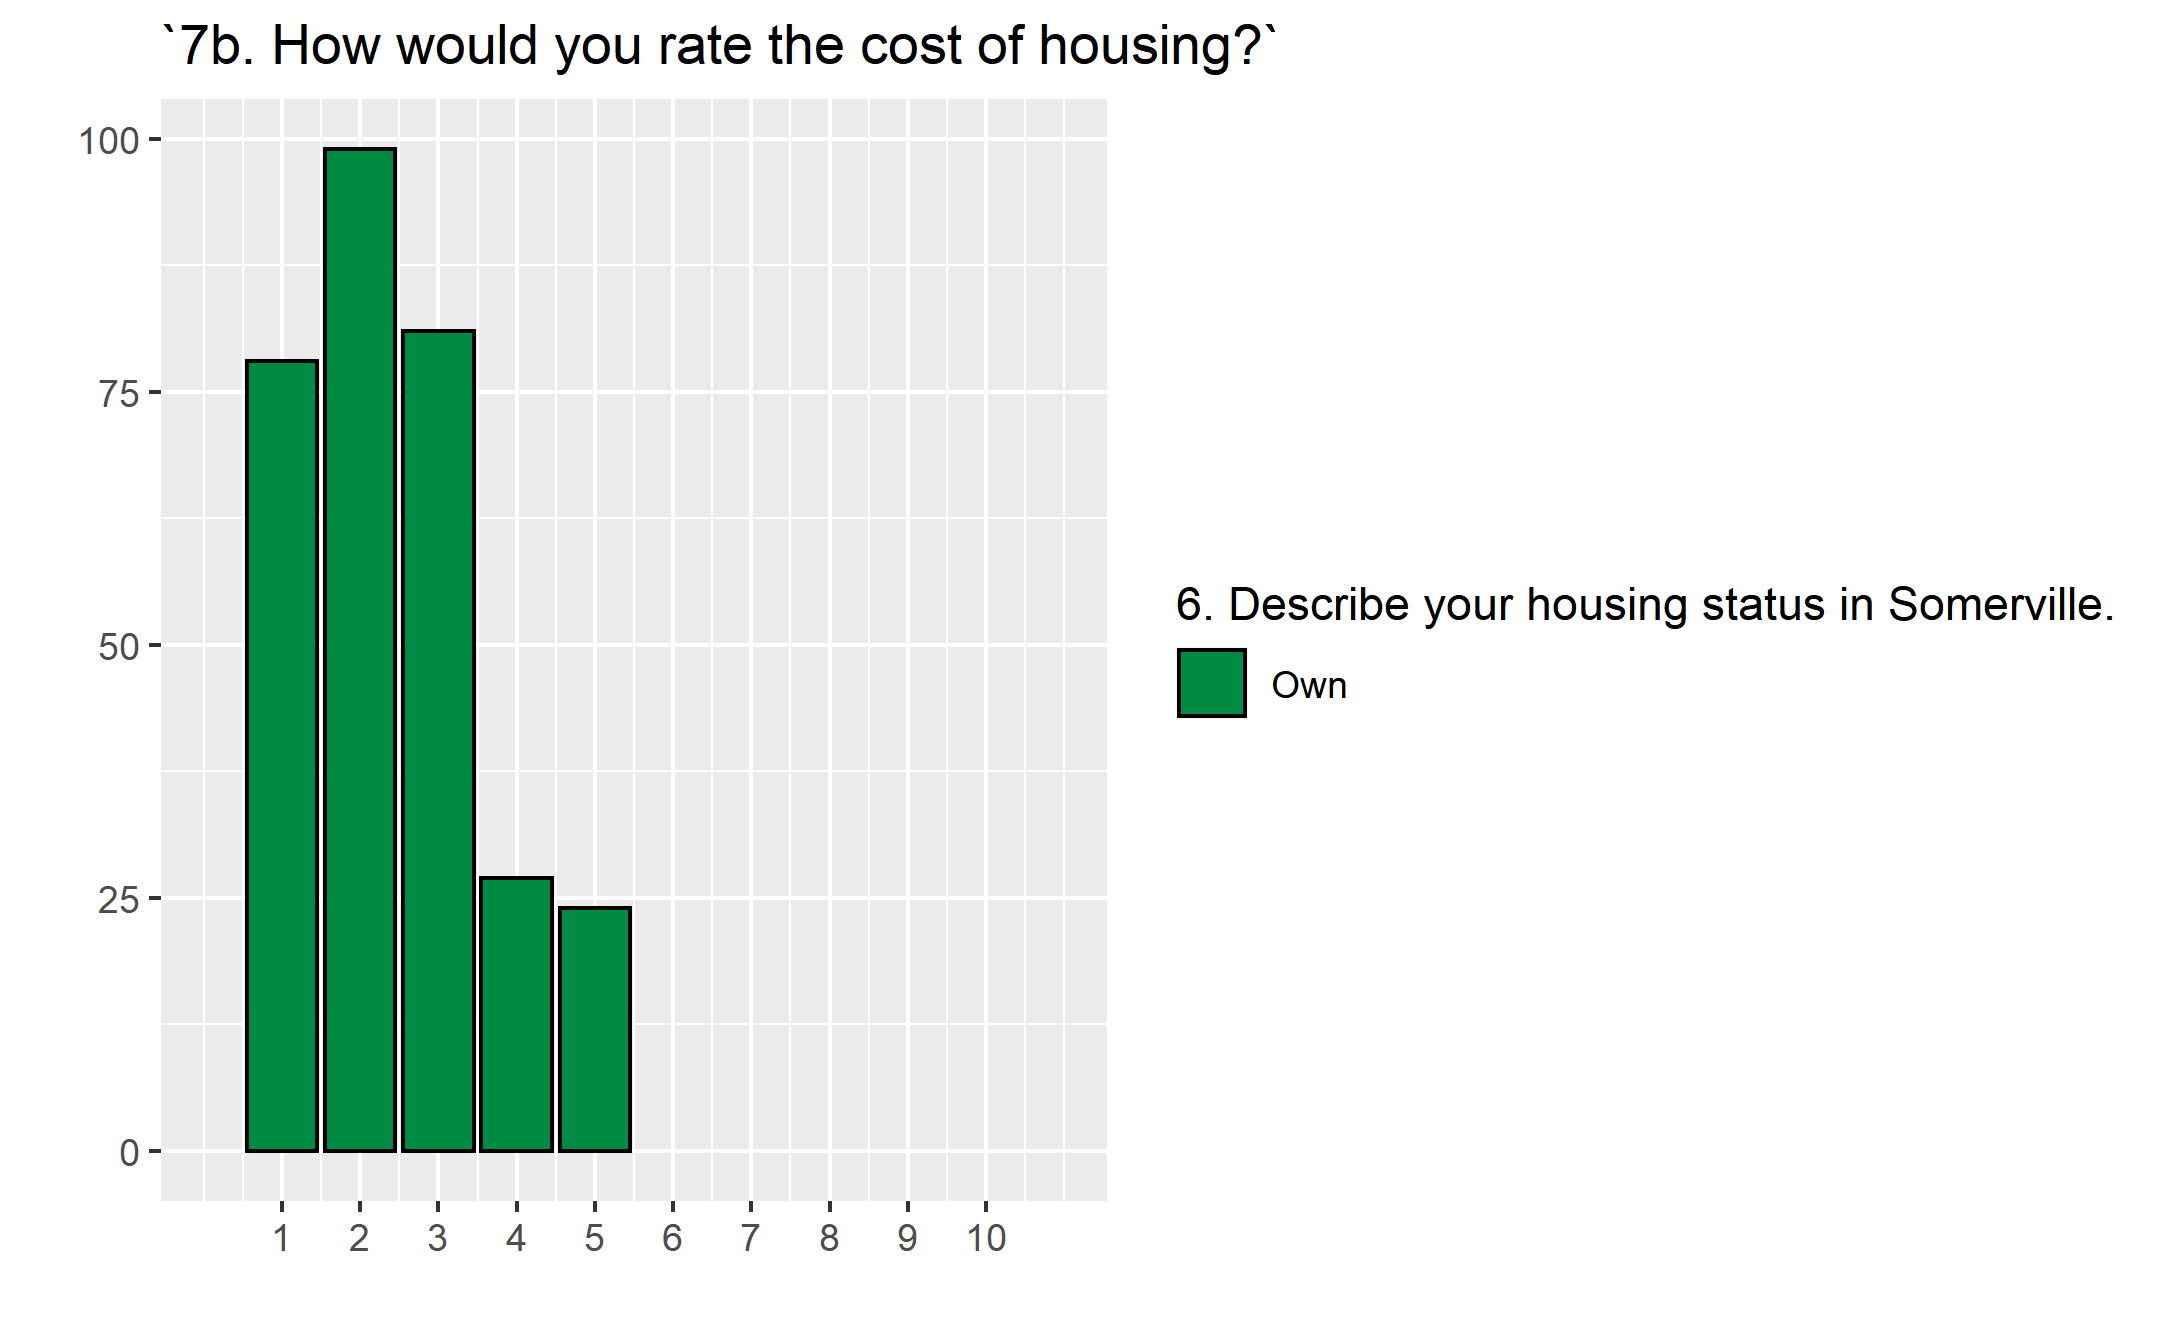 `7b. How would you rate the cost of housing?`
100
75
50
25
0
1 2 3 4 5 6 7 8 9 10
6. Describe your housing status in Somerville.
Own